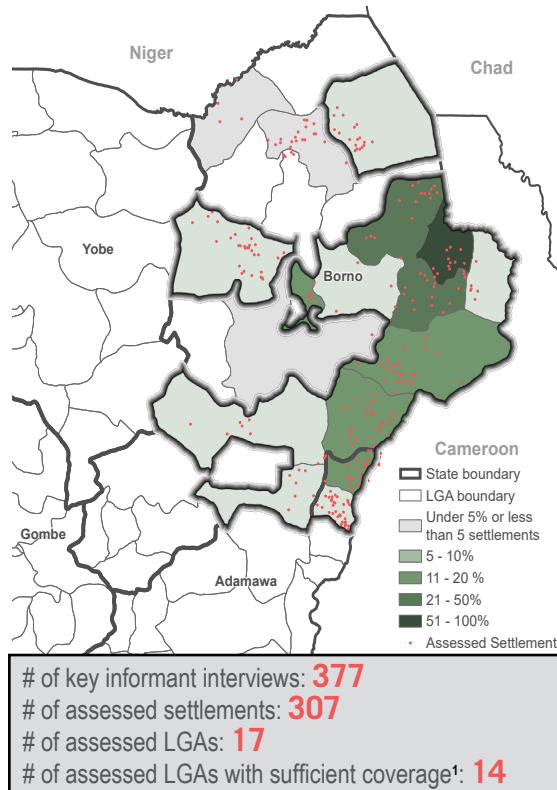 Niger
Chad
Yobe
Borno
Cameroon
State boundary
LGA boundary
Under 5% or less
than 5 settlements
5 - 10%
11 - 20 %
21 - 50%
51 - 100%
Assessed Settlement
Gombe
Adamawa
# of key informant interviews: 377
# of assessed settlements: 307
# of assessed LGAs: 17
# of assessed LGAs with sufficient coverage¹: 14